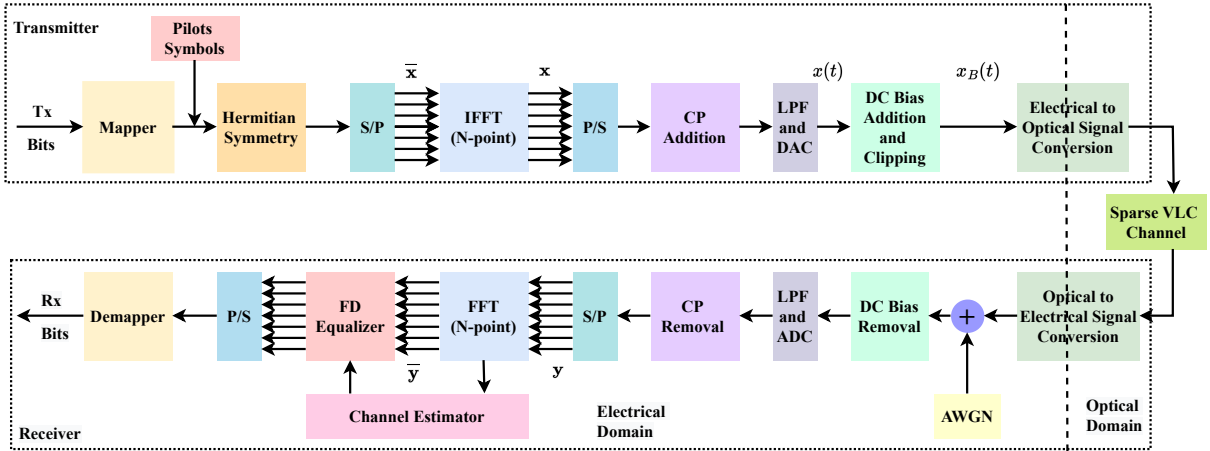 Transmitter
Pilots
Symbols
Tx
Bits
Mapper
Hermitian
Symmetry
S/P
x̅
IFFT
(N-point)
x
P/S
CP
Addition
LPF
and
DAC
x(t)
DC Bias
Addition
and
Clipping
x_B(t)
Electrical to
Optical Signal
Conversion
Sparse VLC
Channel
Rx
Bits
Demapper
P/S
FD
Equalizer
y̅
FFT
(N-point)
y
S/P
CP
Removal
LPF
and
ADC
DC Bias
Removal
+
Optical to
Electrical Signal
Conversion
Channel Estimator
AWGN
Receiver
Electrical
Domain
Optical
Domain